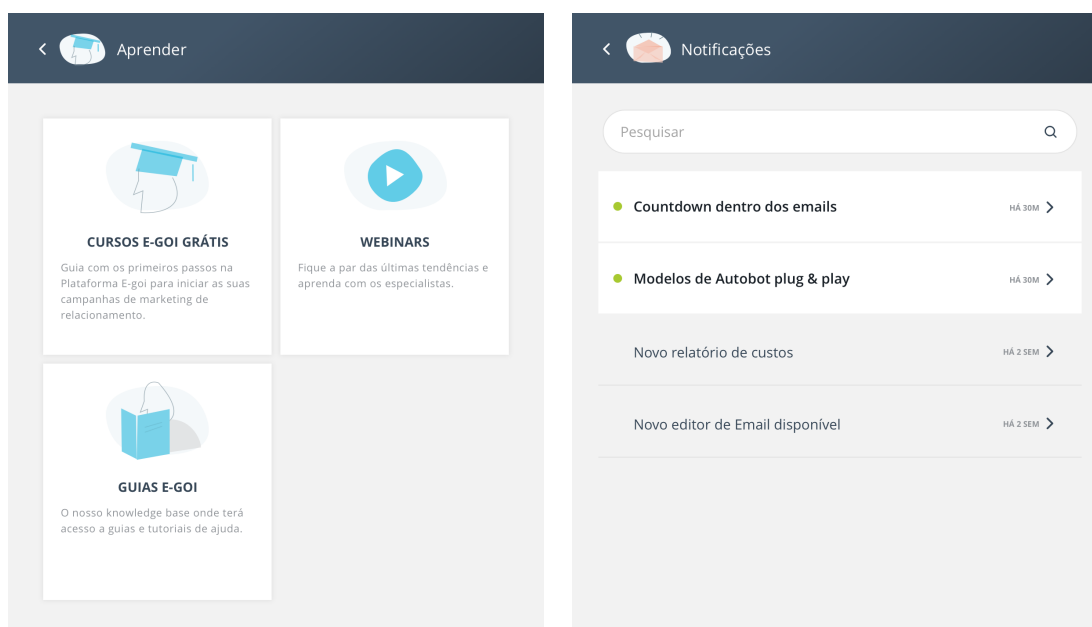 Aprender
CURSOS E-GOI GRÁTIS
Guia com os primeiros passos na
Plataforma E-goi para iniciar as suas
campanhas de marketing de
relacionamento.
WEBINARS
Fique a par das últimas tendências e
aprenda com os especialistas.
GUIAS E-GOI
O nosso knowledge base onde terá
acesso a guias e tutoriais de ajuda.
Notificações
Pesquisar
Countdown dentro dos emails HÁ 30M
Modelos de Autobot plug & play HÁ 30M
Novo relatório de custos HÁ 2 SEM
Novo editor de Email disponível HÁ 2 SEM